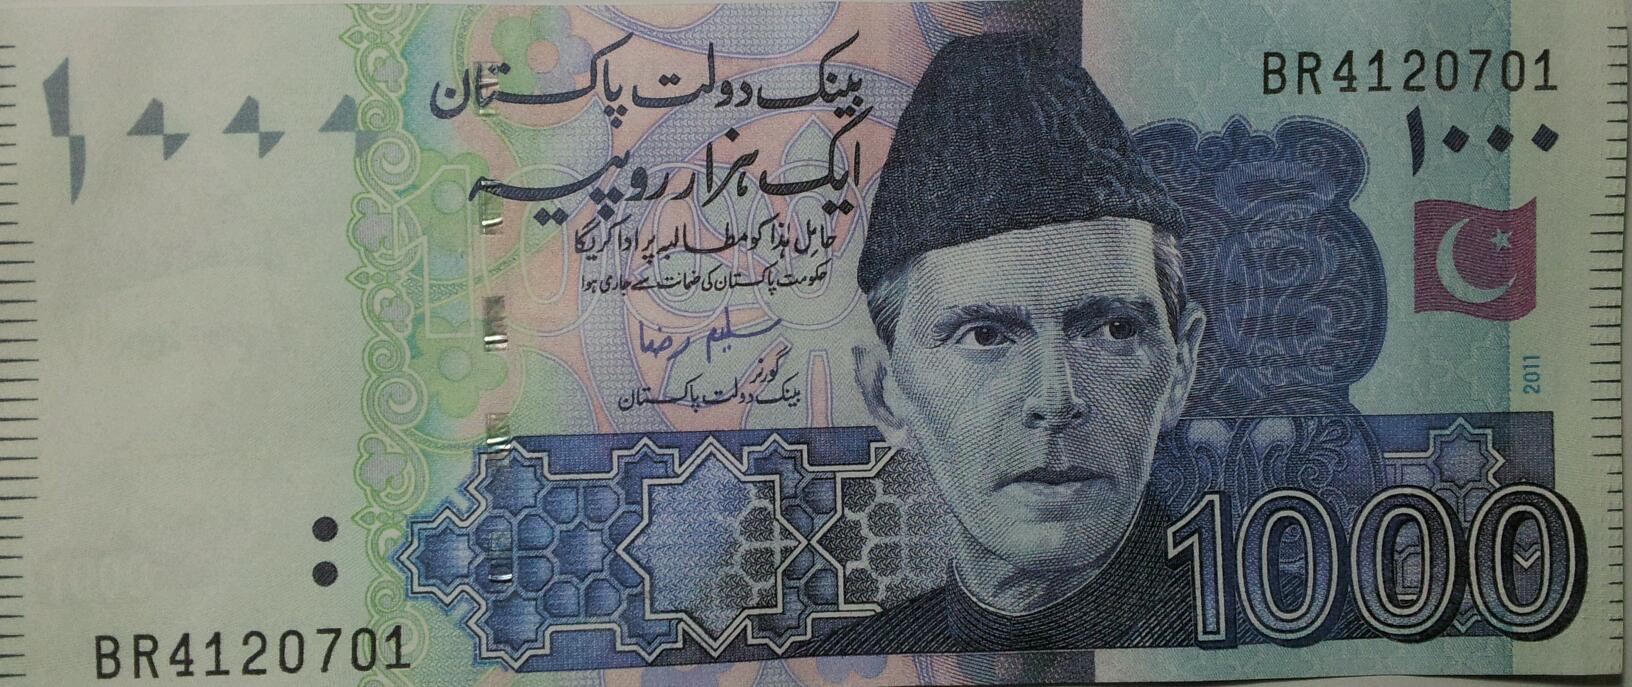 BR4120701
۱۰۰۰
بینک دولت پاکستان
ایک ہزار روپیہ
حاملِ ہٰذا کو مطالبہ پر ادا کریگا
حکومت پاکستان کی ضمانت سے جاری ہوا
سلیم رضا
گورنر
بینک دولت پاکستان
۱۰۰۰
2011
1000
BR4120701